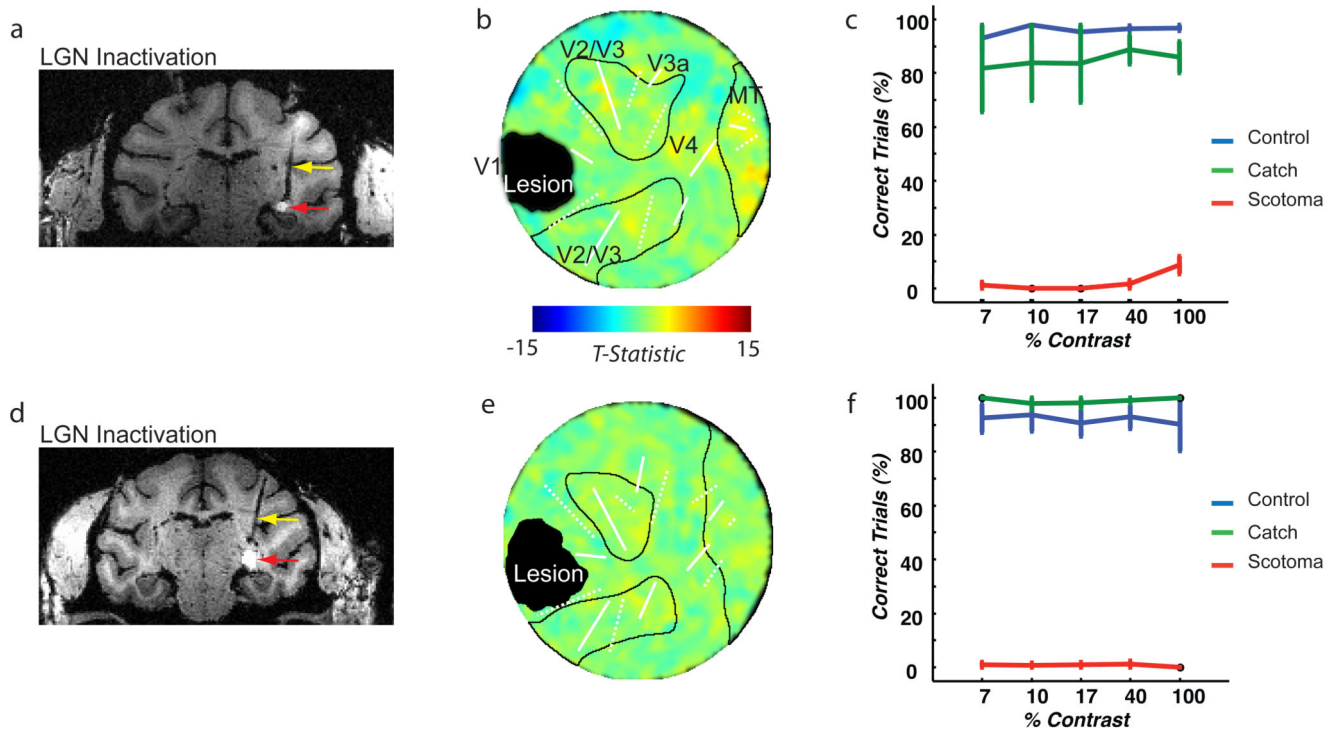 a
LGN Inactivation
b
V2/V3
V3a
MT
V4
V1
Lesion
V2/V3
-15
T-Statistic
15
c
Correct Trials (%)
100
80
60
40
20
0
7 10 17 40 100
% Contrast
Control
Catch
Scotoma
d
LGN Inactivation
e
Lesion
f
Correct Trials (%)
100
80
60
40
20
0
7 10 17 40 100
% Contrast
Control
Catch
Scotoma